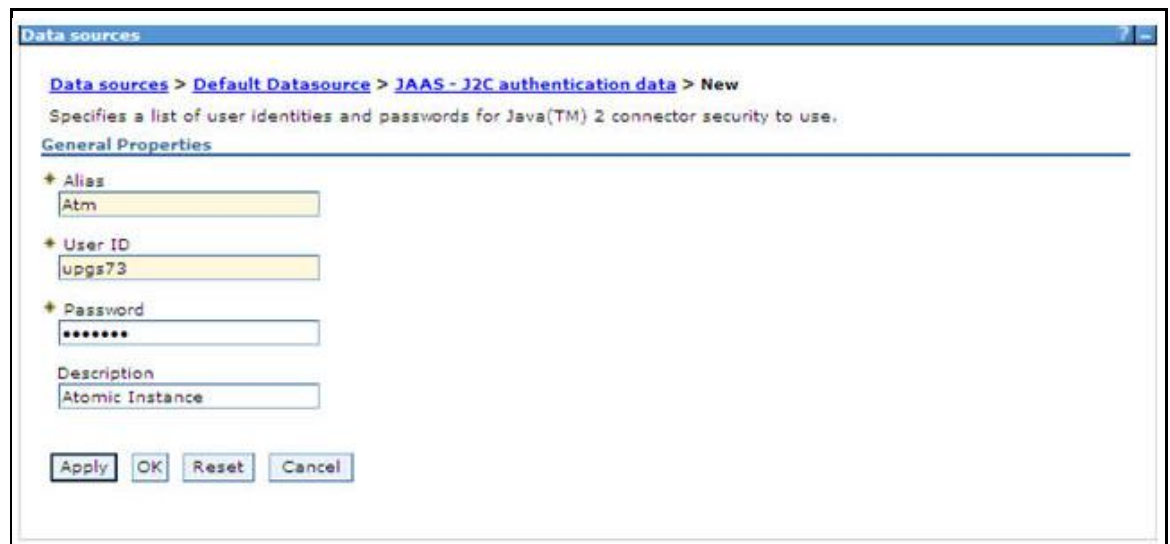 Data sources
? –
Data sources > Default Datasource > JAAS - J2C authentication data > New
Specifies a list of user identities and passwords for Java(TM) 2 connector security to use.
General Properties
Alias
Atm
User ID
upgs73
Password
•••••••
Description
Atomic Instance
Apply OK Reset Cancel